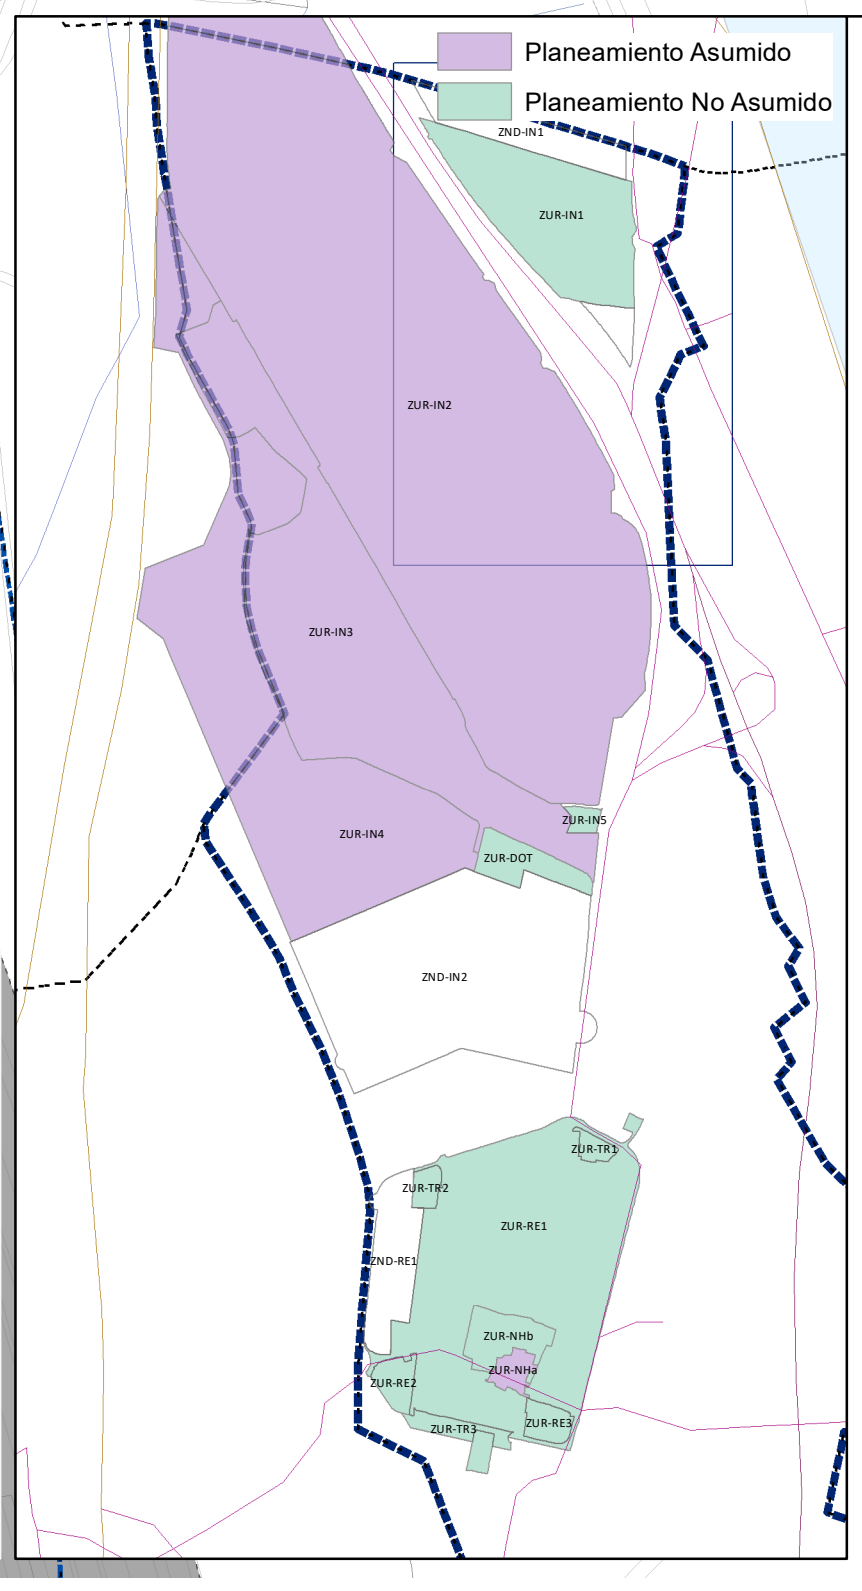 Planeamiento Asumido
Planeamiento No Asumido
ZND-IN1
ZUR-IN1
ZUR-IN2
ZUR-IN3
ZUR-IN5
ZUR-IN4
ZUR-DOT
ZND-IN2
ZUR-TR1
ZUR-TR2
ZUR-RE1
ZND-RE1
ZUR-NHb
ZUR-NHa
ZUR-RE2
ZUR-RE3
ZUR-TR3